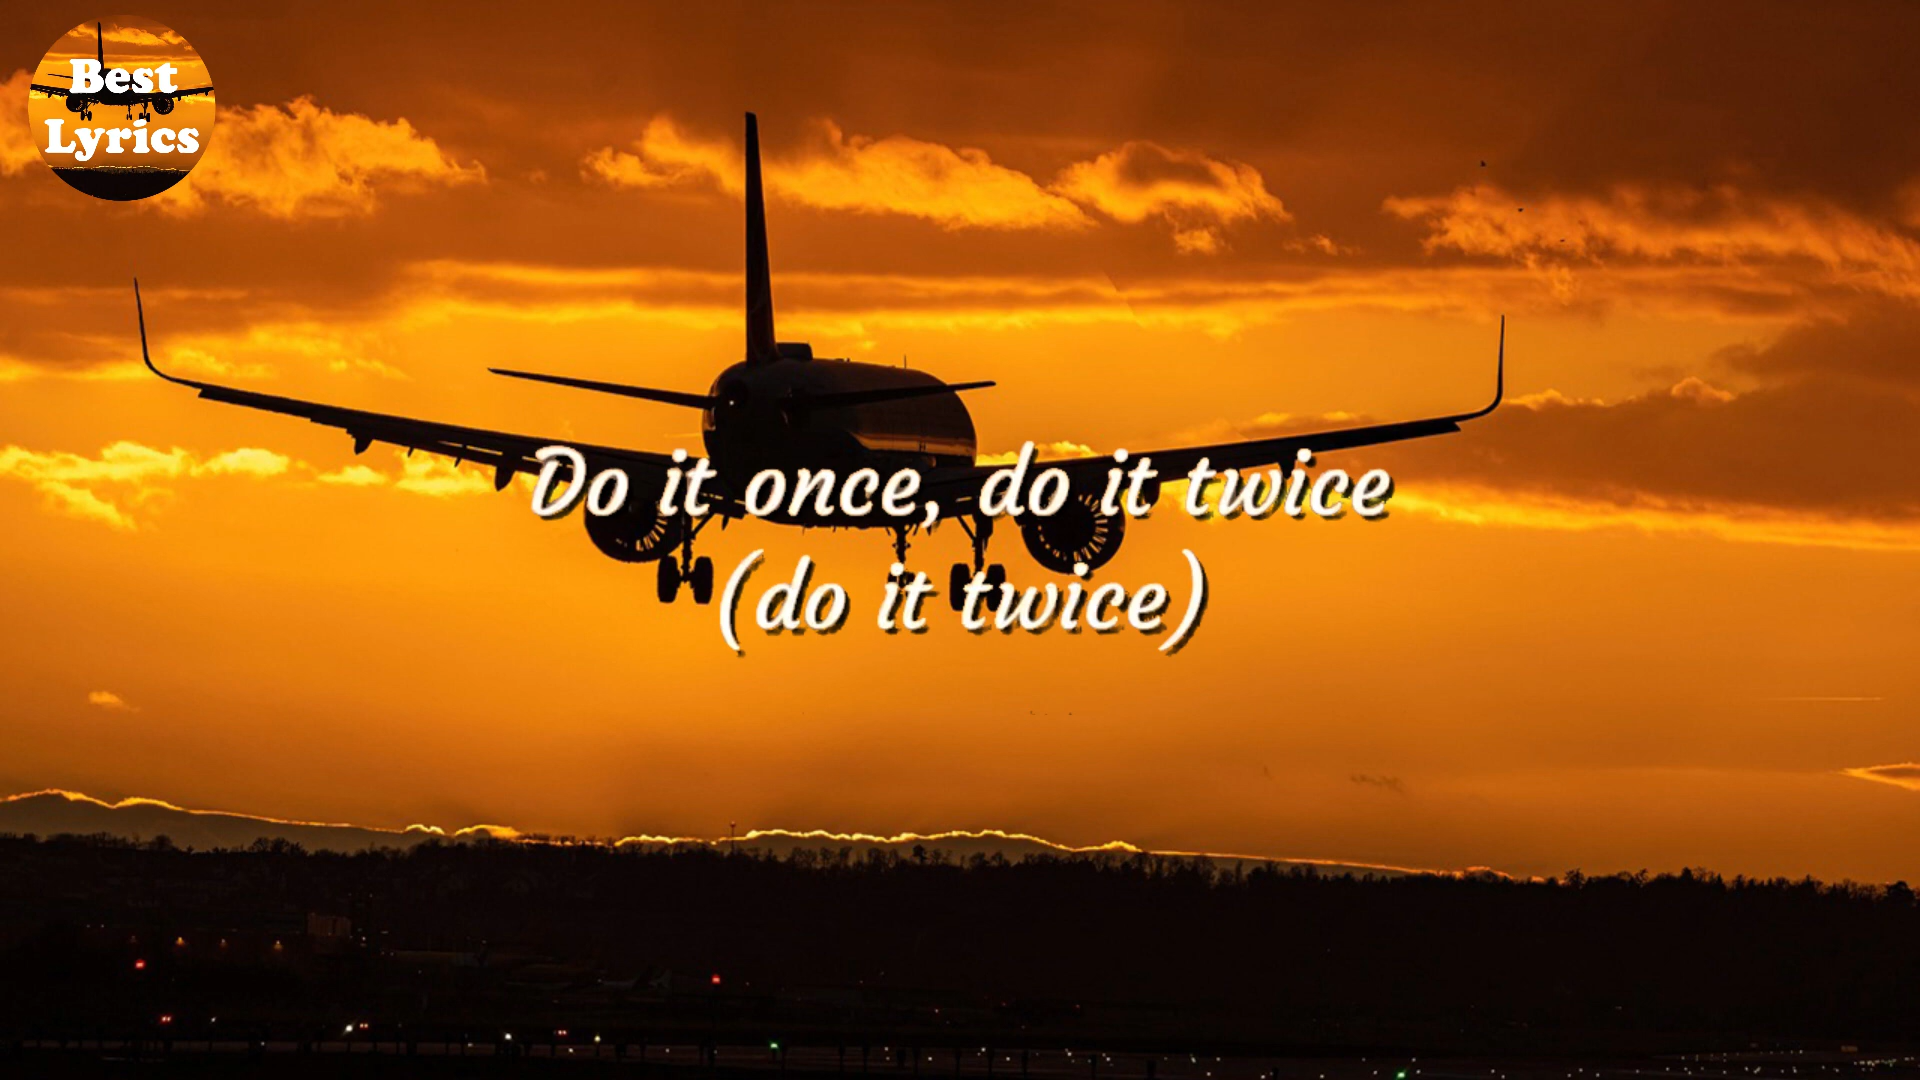 Best
Lyrics
Do it once, do it twice
(do it twice)